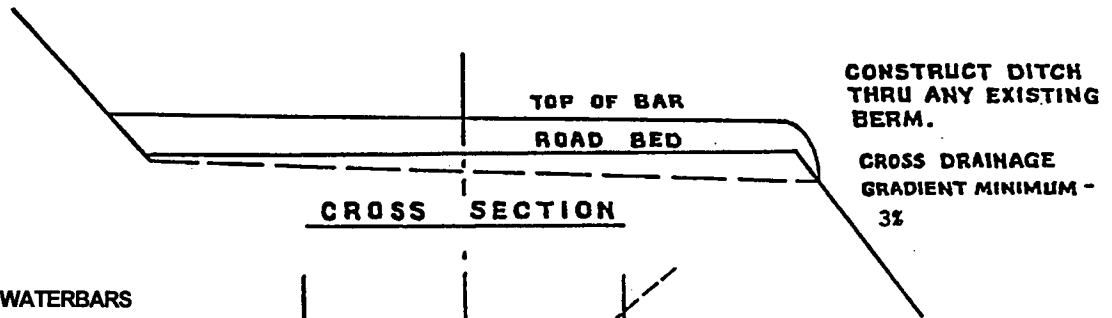 TOP OF BAR
ROAD BED
CROSS SECTION
CONSTRUCT DITCH
THRU ANY EXISTING
BERM.
CROSS DRAINAGE
GRADIENT MINIMUM -
3%
WATERBARS